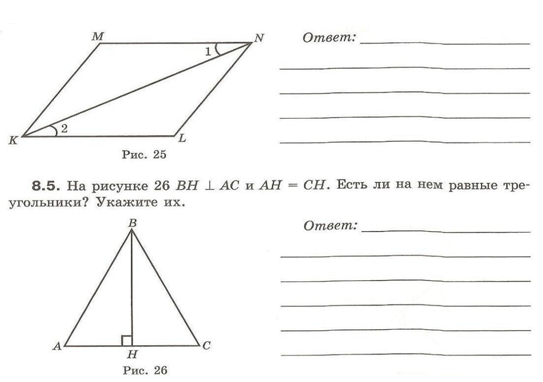 M N Ответ:
1
2
K L
Рис. 25
8.5. На рисунке 26 BH ⊥ AC и AH = CH. Есть ли на нем равные тре-
угольники? Укажите их.
B Ответ:
A H C
Рис. 26